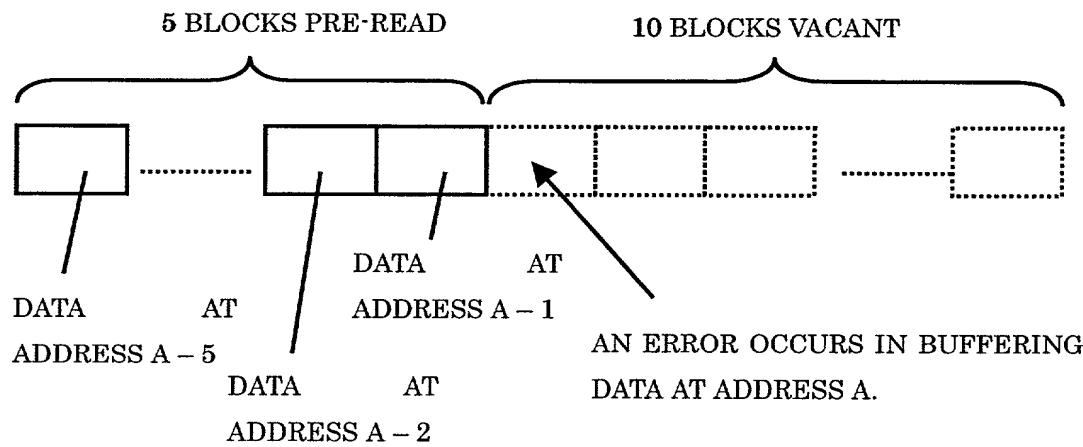 5 BLOCKS PRE-READ
10 BLOCKS VACANT
DATA AT
ADDRESS A – 5
DATA AT
ADDRESS A – 2
DATA AT
ADDRESS A – 1
AN ERROR OCCURS IN BUFFERING
DATA AT ADDRESS A.